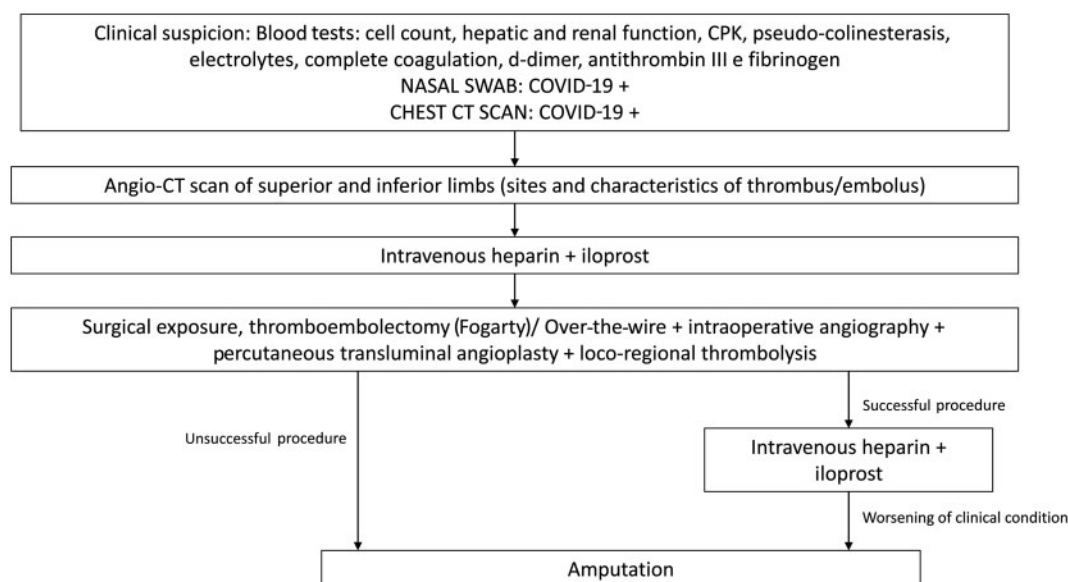 Clinical suspicion: Blood tests: cell count, hepatic and renal function, CPK, pseudo-colinesterasis,
electrolytes, complete coagulation, d-dimer, antithrombin III e fibrinogen
NASAL SWAB: COVID-19 +
CHEST CT SCAN: COVID-19 +
Angio-CT scan of superior and inferior limbs (sites and characteristics of thrombus/embolus)
Intravenous heparin + iloprost
Surgical exposure, thromboembolectomy (Fogarty)/ Over-the-wire + intraoperative angiography +
percutaneous transluminal angioplasty + loco-regional thrombolysis
Successful procedure
Unsuccessful procedure
Intravenous heparin +
iloprost
Worsening of clinical condition
Amputation